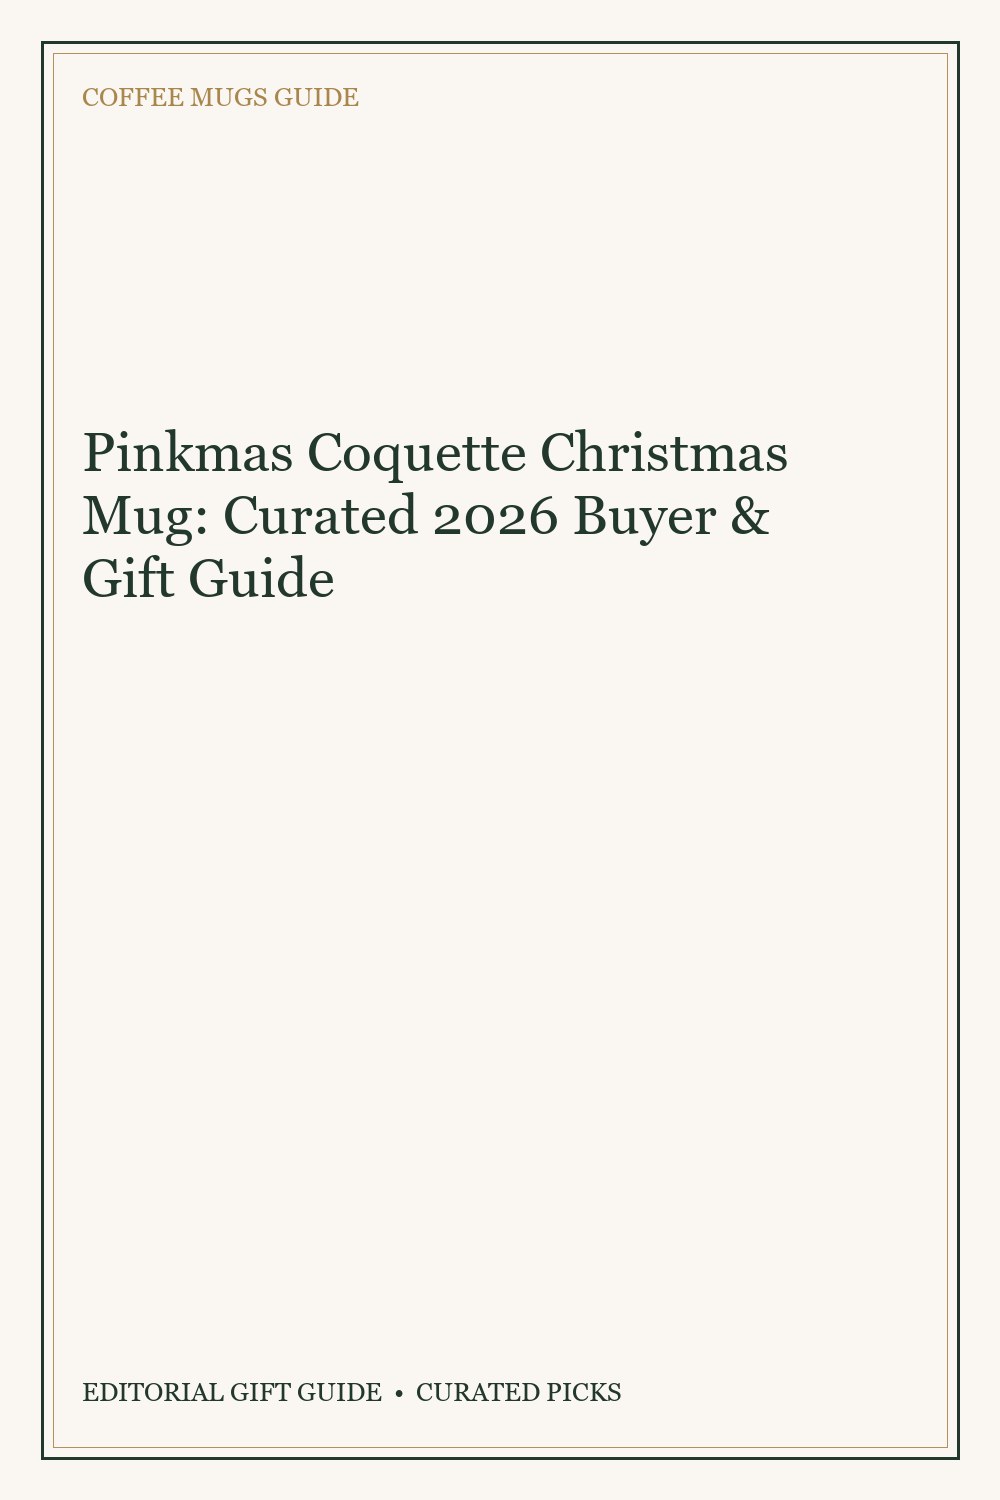 COFFEE MUGS GUIDE
Pinkmas Coquette Christmas
Mug: Curated 2026 Buyer &
Gift Guide
EDITORIAL GIFT GUIDE • CURATED PICKS